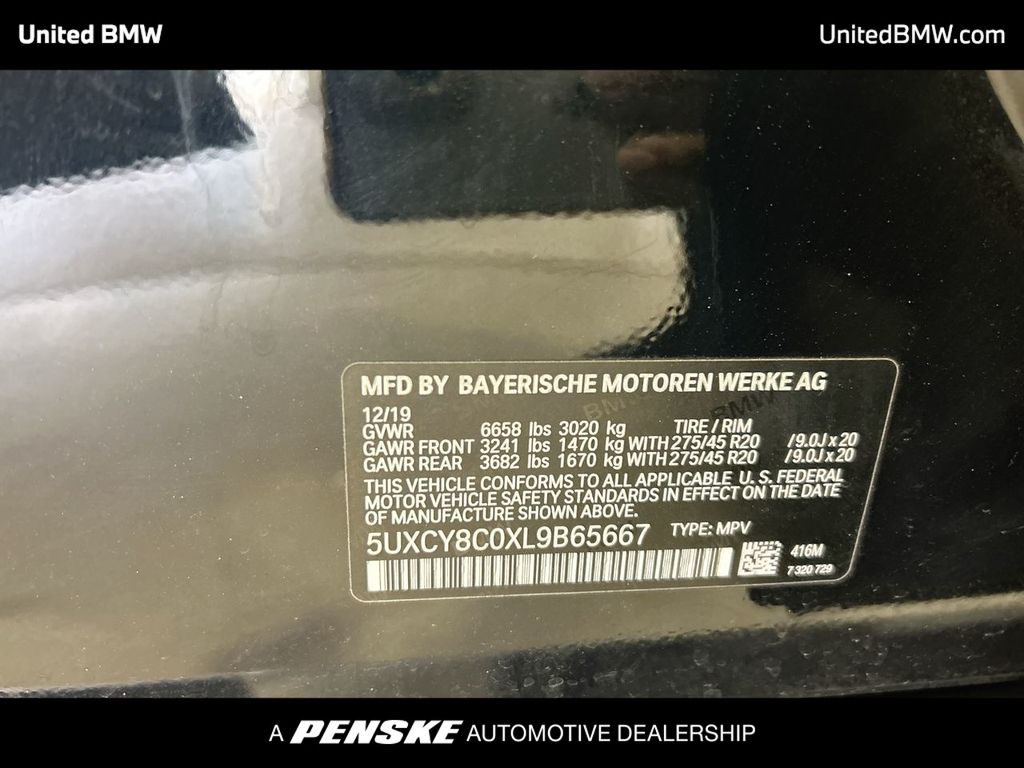 United BMW
UnitedBMW.com
MFD BY BAYERISCHE MOTOREN WERKE AG
12/19
GVWR 6658 lbs 3020 kg TIRE / RIM
GAWR FRONT 3241 lbs 1470 kg WITH 275/45 R20 / 9.0J x 20
GAWR REAR 3682 lbs 1670 kg WITH 275/45 R20 / 9.0J x 20
THIS VEHICLE CONFORMS TO ALL APPLICABLE U. S. FEDERAL
MOTOR VEHICLE SAFETY STANDARDS IN EFFECT ON THE DATE
OF MANUFACTURE SHOWN ABOVE.
5UXCY8C0XL9B65667 TYPE: MPV
416M
7 320 729
A PENSKE AUTOMOTIVE DEALERSHIP